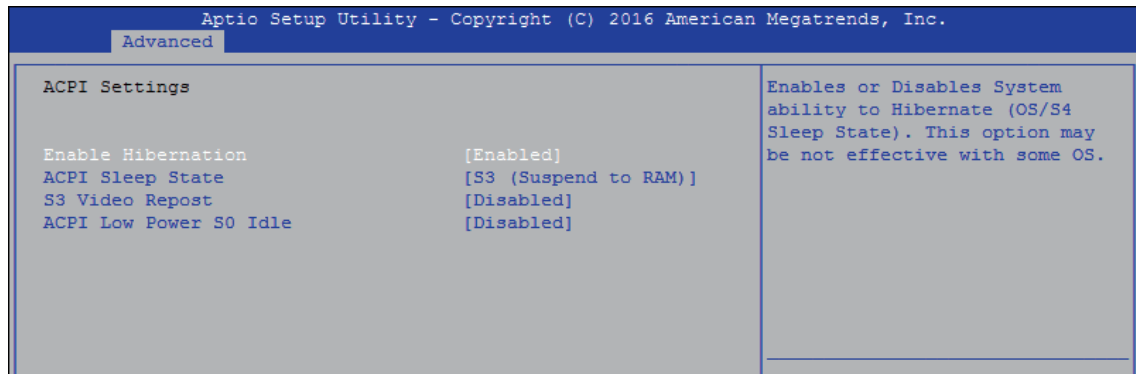 Aptio Setup Utility - Copyright (C) 2016 American Megatrends, Inc.
Advanced
ACPI Settings
Enable Hibernation [Enabled]
ACPI Sleep State [S3 (Suspend to RAM)]
S3 Video Repost [Disabled]
ACPI Low Power S0 Idle [Disabled]
Enables or Disables System
ability to Hibernate (OS/S4
Sleep State). This option may
be not effective with some OS.